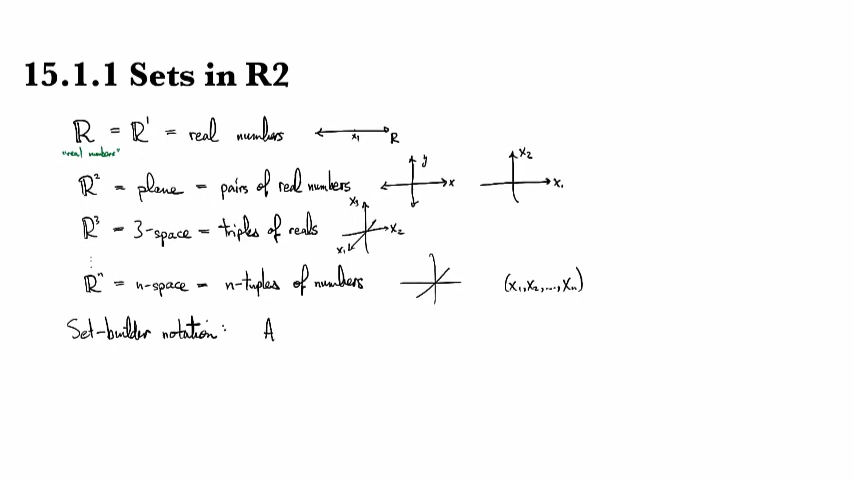 15.1.1 Sets in R2
ℝ = ℝ¹ = real numbers x₁ R
"real numbers"
ℝ² = plane = pairs of real numbers y x x₂ x₁
ℝ³ = 3-space = triples of reals x₃ x₂ x₁
⋮
ℝⁿ = n-space = n-tuples of numbers (x₁,x₂,...,xₙ)
Set-builder notation: A